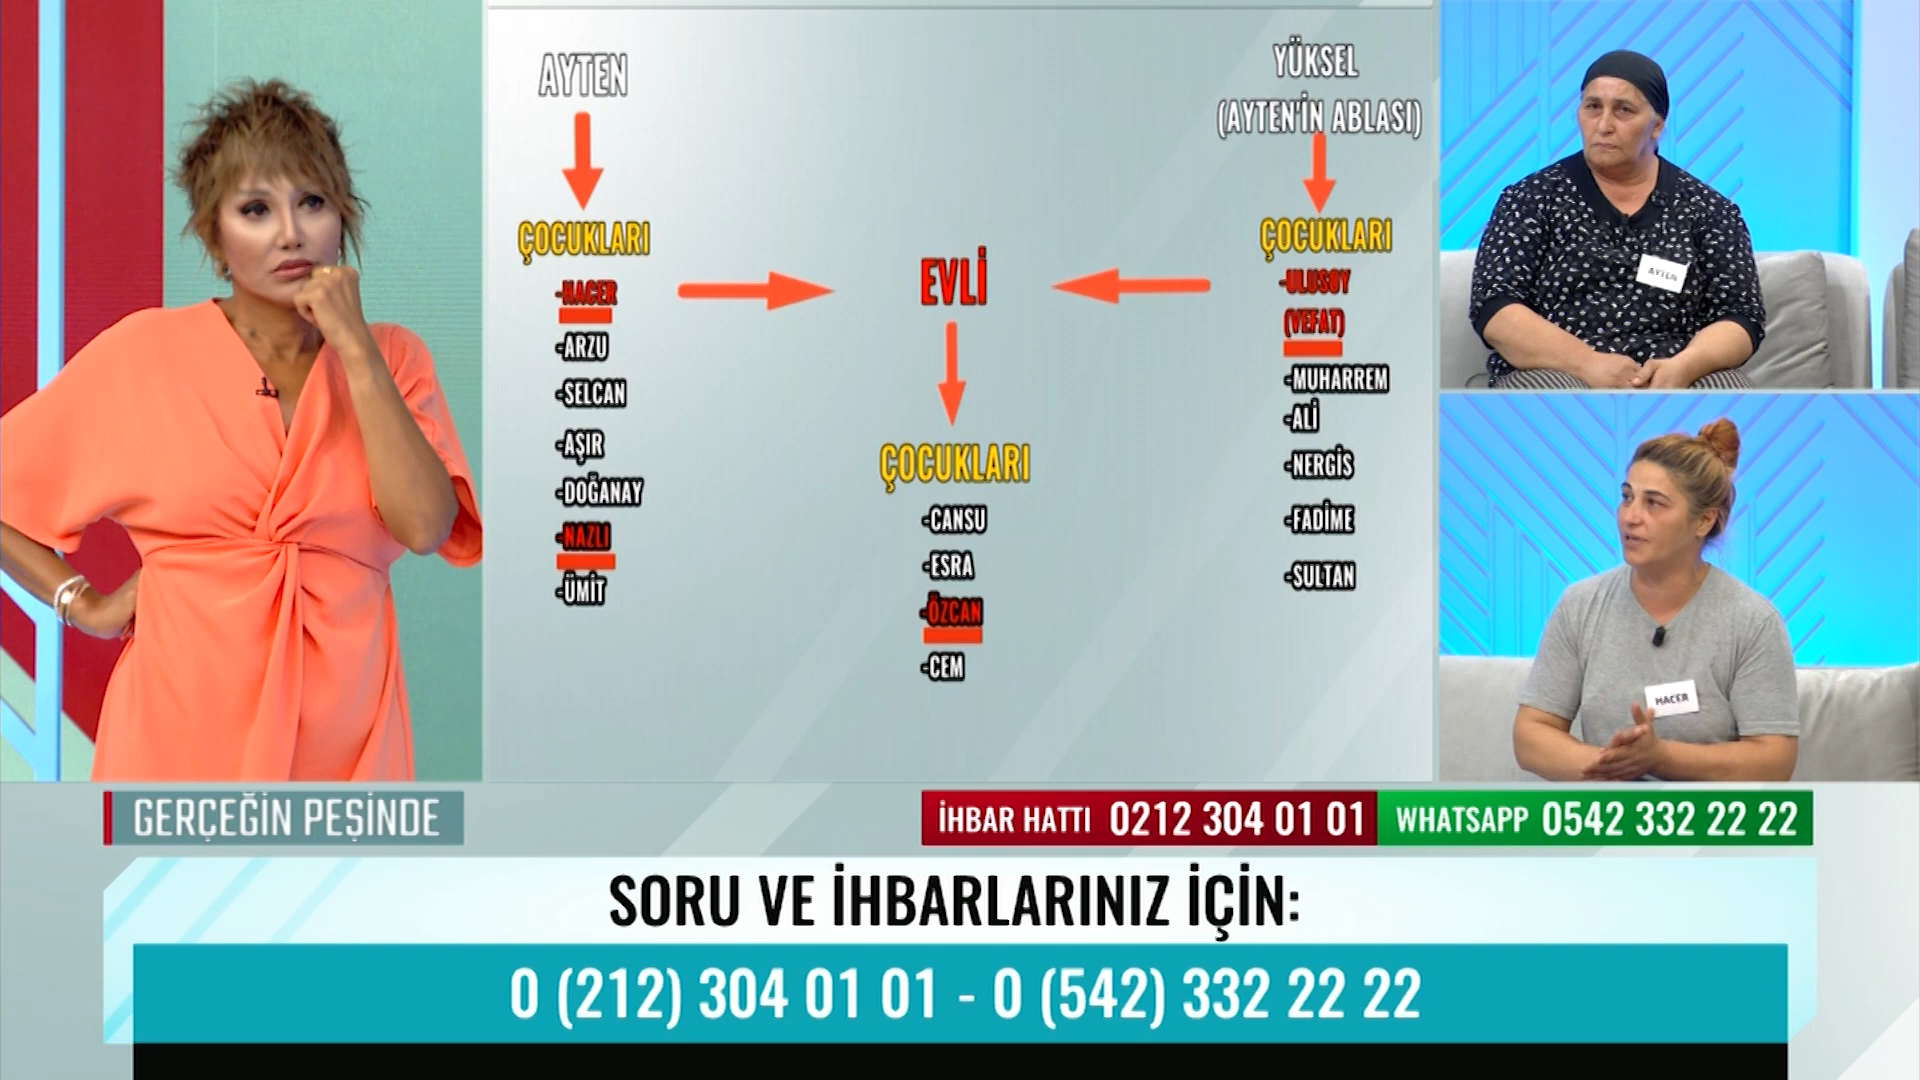 AYTEN
ÇOCUKLARI
-HACER
-ARZU
-SELCAN
-AŞIR
-DOĞANAY
-NAZLI
-ÜMİT
EVLİ
ÇOCUKLARI
-CANSU
-ESRA
-ÖZCAN
-CEM
YÜKSEL
(AYTEN'İN ABLASI)
ÇOCUKLARI
-ULUSOY
(VEFAT)
-MUHARREM
-ALİ
-NERGİS
-FADİME
-SULTAN
AYTEN
HACER
GERÇEĞİN PEŞİNDE
İHBAR HATTI 0212 304 01 01
WHATSAPP 0542 332 22 22
SORU VE İHBARLARINIZ İÇİN:
0 (212) 304 01 01 - 0 (542) 332 22 22